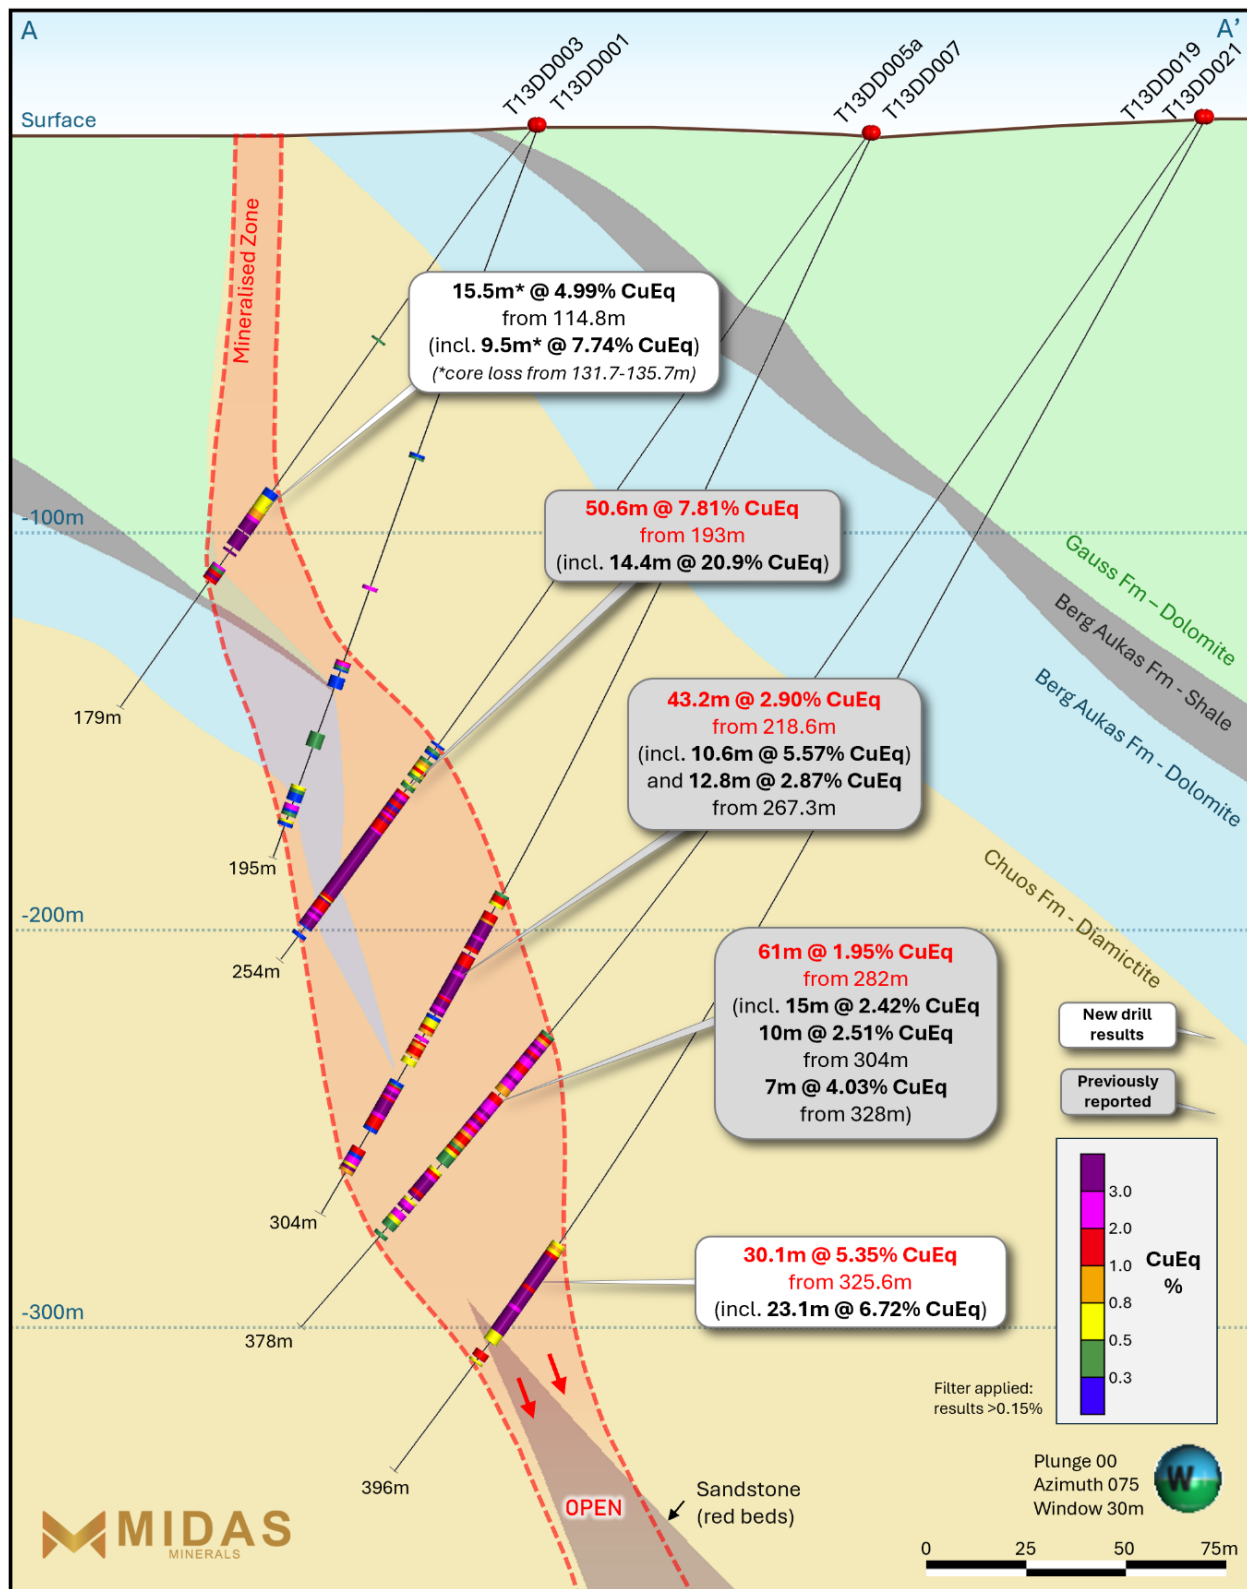 A
A'
T13DD003
T13DD001
T13DD005a
T13DD007
T13DD019
T13DD021
Surface
Mineralised Zone
15.5m* @ 4.99% CuEq
from 114.8m
(incl. 9.5m* @ 7.74% CuEq)
(*core loss from 131.7-135.7m)
-100m
50.6m @ 7.81% CuEq
from 193m
(incl. 14.4m @ 20.9% CuEq)
Gauss Fm – Dolomite
Berg Aukas Fm - Shale
Berg Aukas Fm - Dolomite
Chuos Fm - Diamictite
179m
43.2m @ 2.90% CuEq
from 218.6m
(incl. 10.6m @ 5.57% CuEq)
and 12.8m @ 2.87% CuEq
from 267.3m
195m
-200m
254m
61m @ 1.95% CuEq
from 282m
(incl. 15m @ 2.42% CuEq
10m @ 2.51% CuEq
from 304m
7m @ 4.03% CuEq
from 328m)
New drill
results
Previously
reported
304m
3.0
2.0
1.0
0.8
0.5
0.3
CuEq
%
30.1m @ 5.35% CuEq
from 325.6m
(incl. 23.1m @ 6.72% CuEq)
-300m
378m
Filter applied:
results >0.15%
396m
OPEN
Sandstone
(red beds)
Plunge 00
Azimuth 075
Window 30m
W
MIDAS
MINERALS
0
25
50
75m